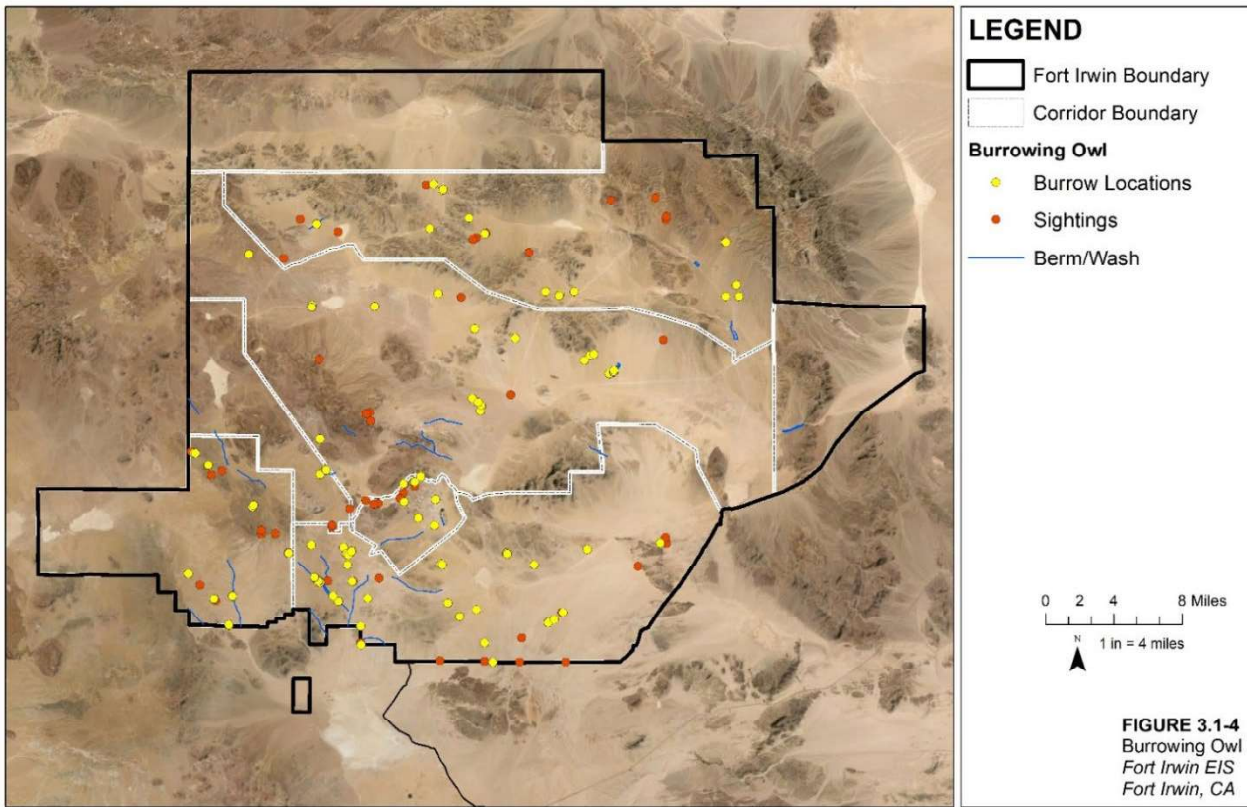 LEGEND
Fort Irwin Boundary
Corridor Boundary
Burrowing Owl
Burrow Locations
Sightings
Berm/Wash
0 2 4 8 Miles
N
1 in = 4 miles
FIGURE 3.1-4
Burrowing Owl
Fort Irwin EIS
Fort Irwin, CA